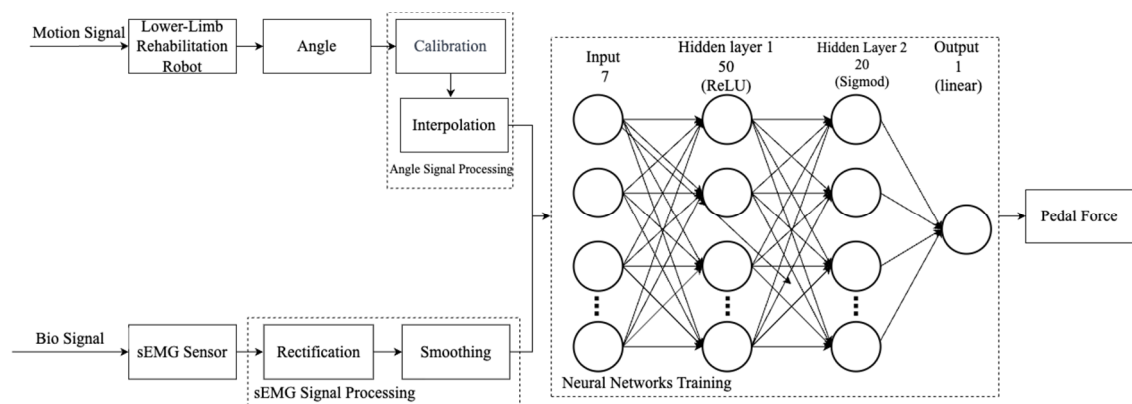 Motion Signal
Lower-Limb
Rehabilitation
Robot
Angle
Calibration
Interpolation
Angle Signal Processing
Bio Signal
sEMG Sensor
Rectification
Smoothing
sEMG Signal Processing
Input
7
Hidden layer 1
50
(ReLU)
Hidden Layer 2
20
(Sigmod)
Output
1
(linear)
Neural Networks Training
Pedal Force